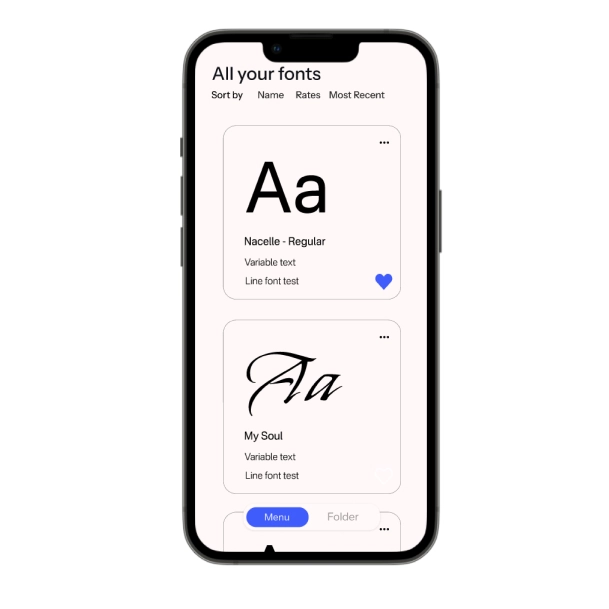 All your fonts
Sort by Name Rates Most Recent
Aa
Nacelle - Regular
Variable text
Line font test
Aa
My Soul
Variable text
Line font test
Menu Folder